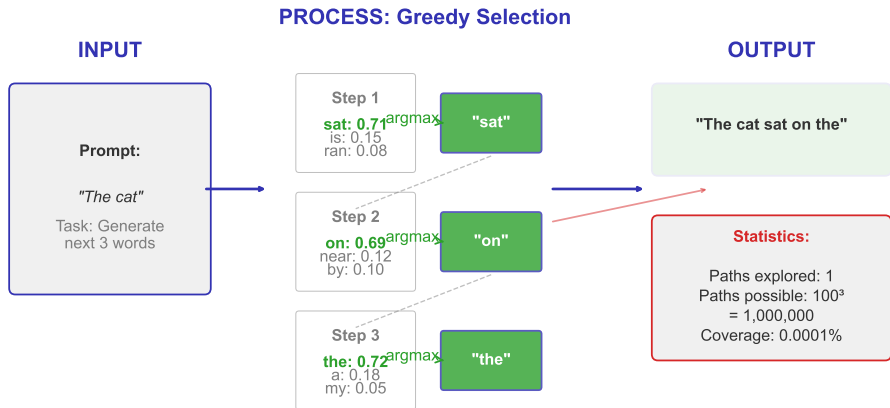 PROCESS: Greedy Selection
INPUT
OUTPUT
Prompt:
"The cat"
Task: Generate
next 3 words
Step 1
sat: 0.71
is: 0.15
ran: 0.08
argmax
"sat"
Step 2
on: 0.69
near: 0.12
by: 0.10
argmax
"on"
Step 3
the: 0.72
a: 0.18
my: 0.05
argmax
"the"
"The cat sat on the"
Statistics:
Paths explored: 1
Paths possible: 100³
= 1,000,000
Coverage: 0.0001%